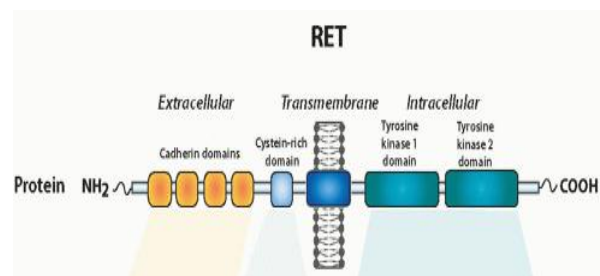 RET
Extracellular
Transmembrane
Intracellular
Cadherin domains
Cystein-rich
domain
Tyrosine
kinase 1
domain
Tyrosine
kinase 2
domain
Protein
NH2
COOH